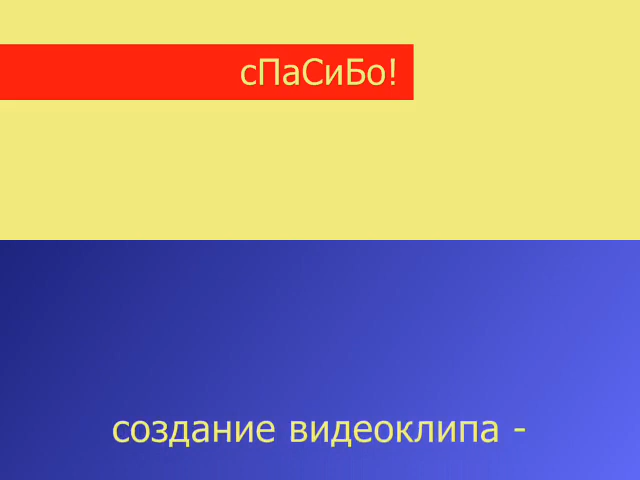 сПаСиБо!
создание видеоклипа -